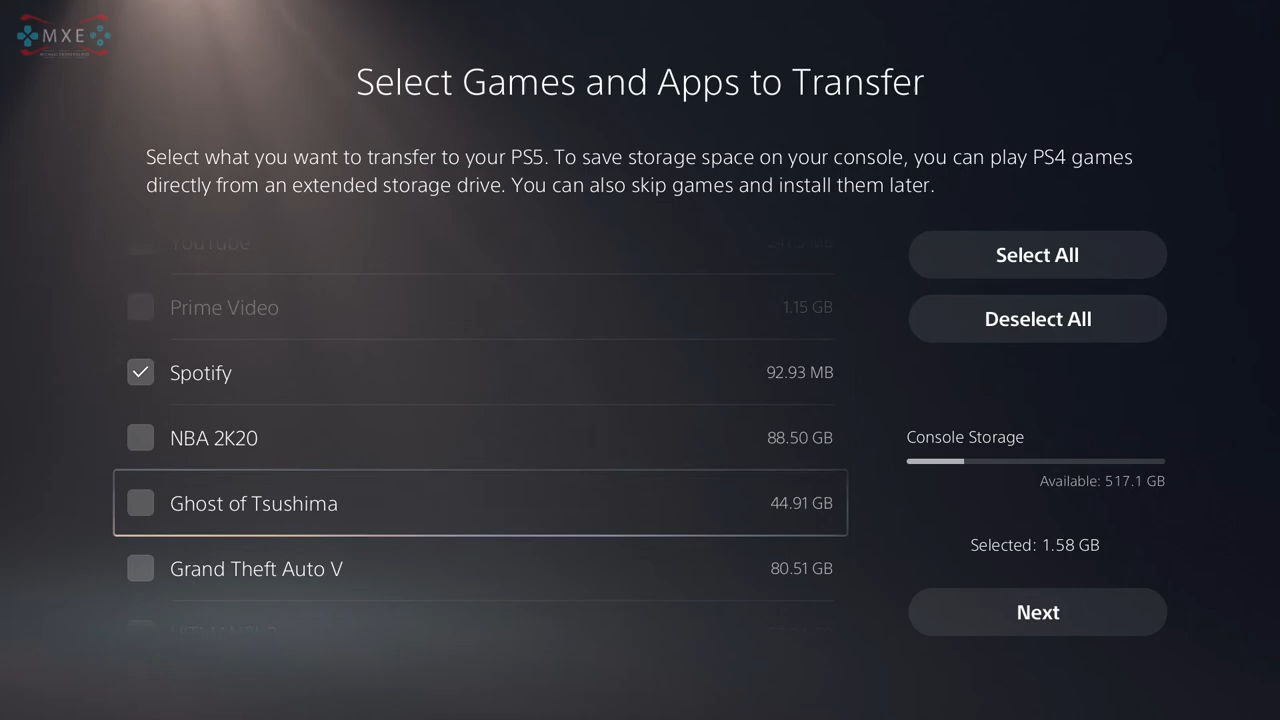 MXE
Select Games and Apps to Transfer
Select what you want to transfer to your PS5. To save storage space on your console, you can play PS4 games
directly from an extended storage drive. You can also skip games and install them later.
YouTube
Prime Video 1.15 GB
Spotify 92.93 MB
NBA 2K20 88.50 GB
Ghost of Tsushima 44.91 GB
Grand Theft Auto V 80.51 GB
Select All
Deselect All
Console Storage
Available: 517.1 GB
Selected: 1.58 GB
Next